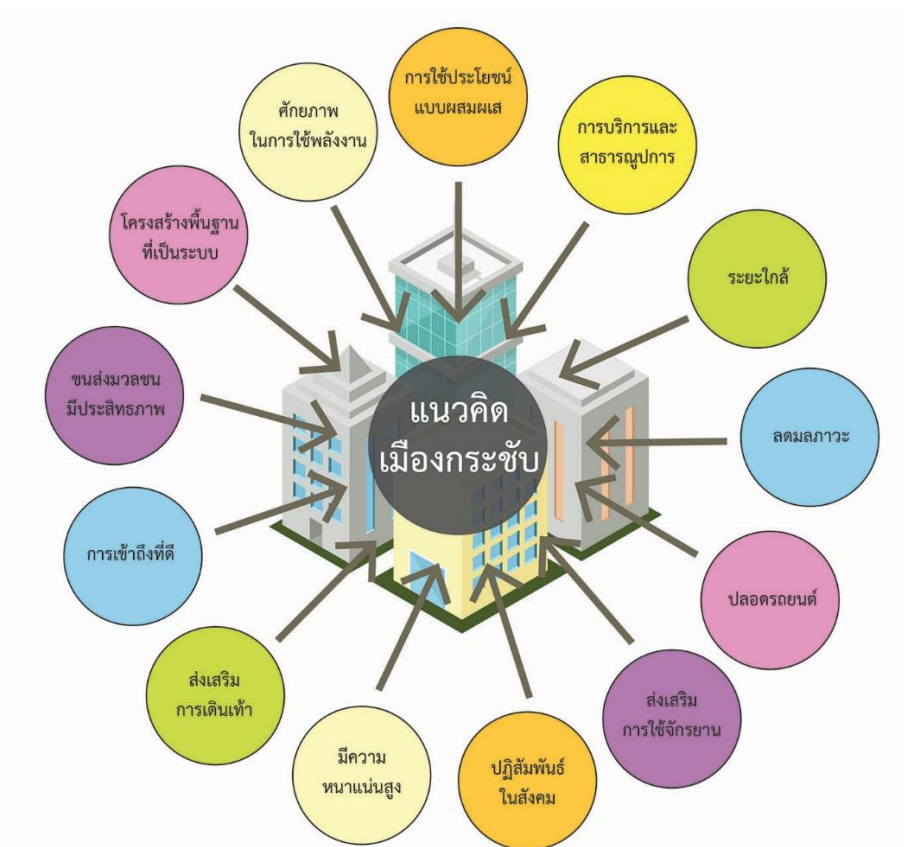 การใช้ประโยชน์
แบบผสมผเส
การบริการและ
สาธารณูปการ
ระยะใกล้
ลดมลภาวะ
ปลอดรถยนต์
ส่งเสริม
การใช้จักรยาน
ปฏิสัมพันธ์
ในสังคม
มีความ
หนาแน่นสูง
ส่งเสริม
การเดินเท้า
การเข้าถึงที่ดี
ขนส่งมวลชน
มีประสิทธภาพ
โครงสร้างพื้นฐาน
ที่เป็นระบบ
ศักยภาพ
ในการใช้พลังงาน
แนวคิด
เมืองกระชับ